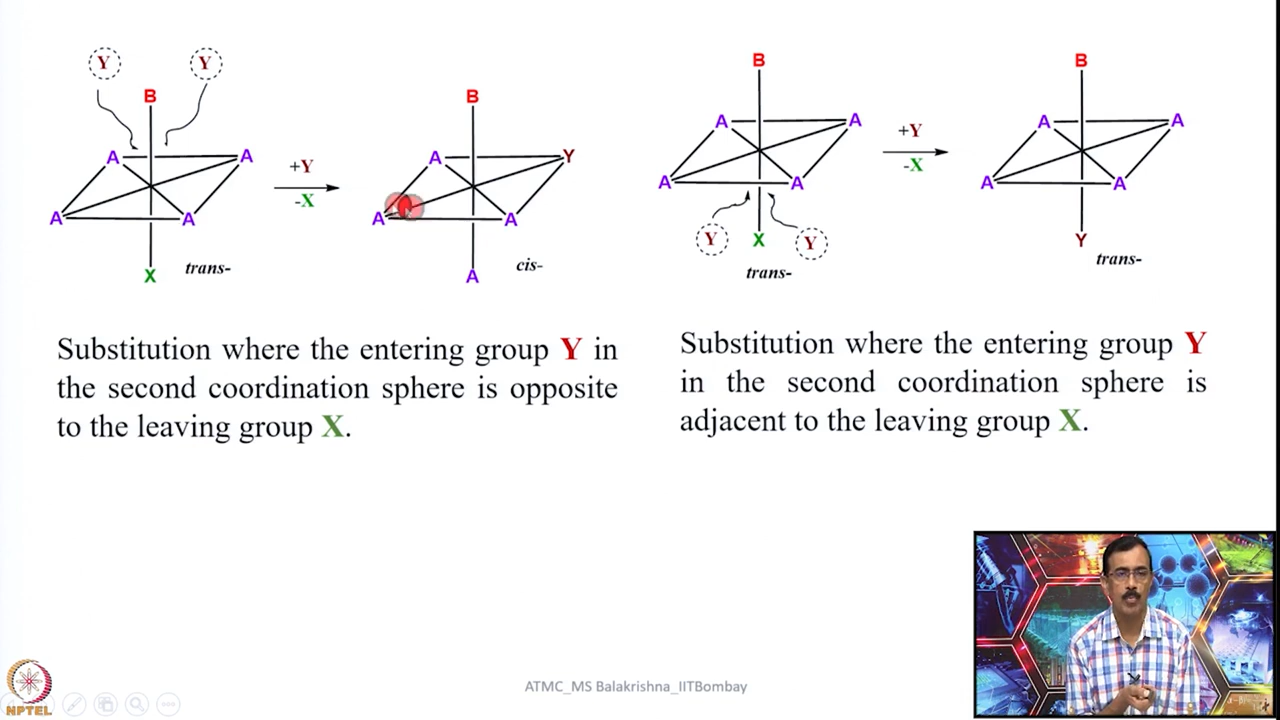 Y Y
B
A A
A A
X
trans-
+Y
-X
B
A Y
A A
A
cis-
B
A A
A A
Y X Y
trans-
+Y
-X
B
A A
A A
Y
trans-
Substitution where the entering group Y in
the second coordination sphere is opposite
to the leaving group X.
Substitution where the entering group Y
in the second coordination sphere is
adjacent to the leaving group X.
ATMC_MS Balakrishna_IITBombay
NPTEL